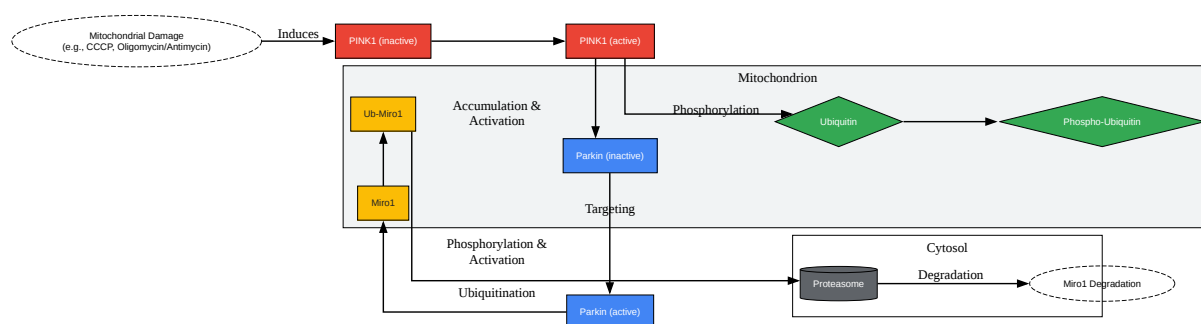 Mitochondrial Damage
(e.g., CCCP, Oligomycin/Antimycin)
Induces
PINK1 (inactive)
PINK1 (active)
Mitochondrion
Ub-Miro1
Accumulation &
Activation
Phosphorylation
Ubiquitin
Phospho-Ubiquitin
Parkin (inactive)
Miro1
Targeting
Phosphorylation &
Activation
Cytosol
Proteasome
Degradation
Miro1 Degradation
Ubiquitination
Parkin (active)